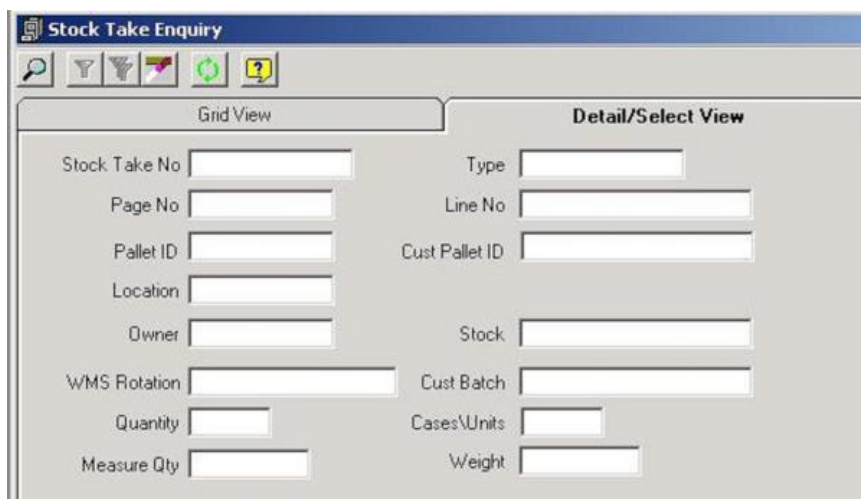 Stock Take Enquiry
Grid View Detail/Select View
Stock Take No Type
Page No Line No
Pallet ID Cust Pallet ID
Location
Owner Stock
WMS Rotation Cust Batch
Quantity Cases\Units
Measure Qty Weight